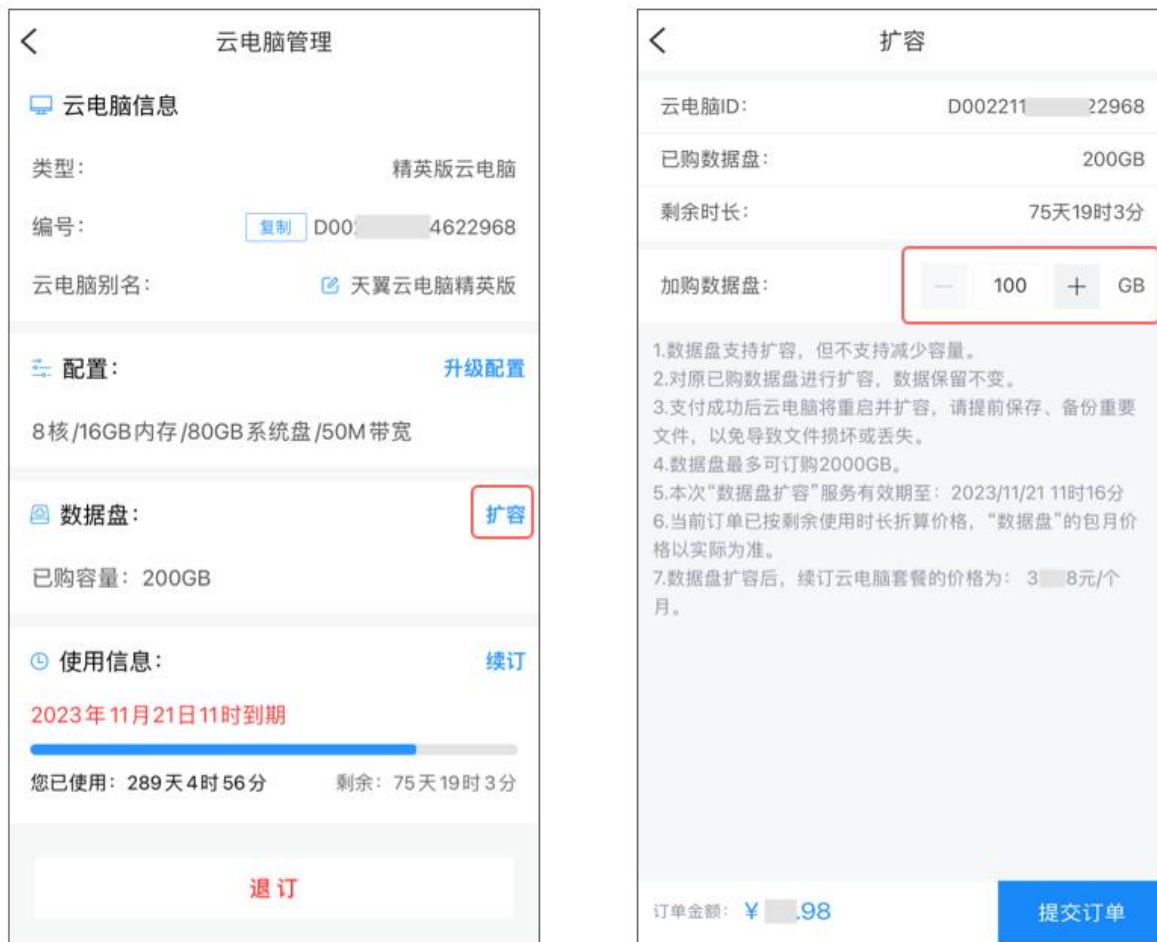 云电脑管理
云电脑信息
类型：
精英版云电脑
编号：
复制
D00
4622968
云电脑别名：
天翼云电脑精英版
配置：
升级配置
8核/16GB内存/80GB系统盘/50M带宽
数据盘：
扩容
已购容量：200GB
使用信息：
续订
2023年11月21日11时到期
您已使用：289天4时56分
剩余：75天19时3分
退订
扩容
云电脑ID：
D002211
22968
已购数据盘：
200GB
剩余时长：
75天19时3分
加购数据盘：
— 100 + GB
1.数据盘支持扩容，但不支持减少容量。
2.对原已购数据盘进行扩容，数据保留不变。
3.支付成功后云电脑将重启并扩容，请提前保存、备份重要
文件，以免导致文件损坏或丢失。
4.数据盘最多可订购2000GB。
5.本次“数据盘扩容”服务有效期至：2023/11/21 11时16分
6.当前订单已按剩余使用时长折算价格，“数据盘”的包月价
格以实际为准。
7.数据盘扩容后，续订云电脑套餐的价格为： 3 8元/个
月。
订单金额：¥ .98
提交订单